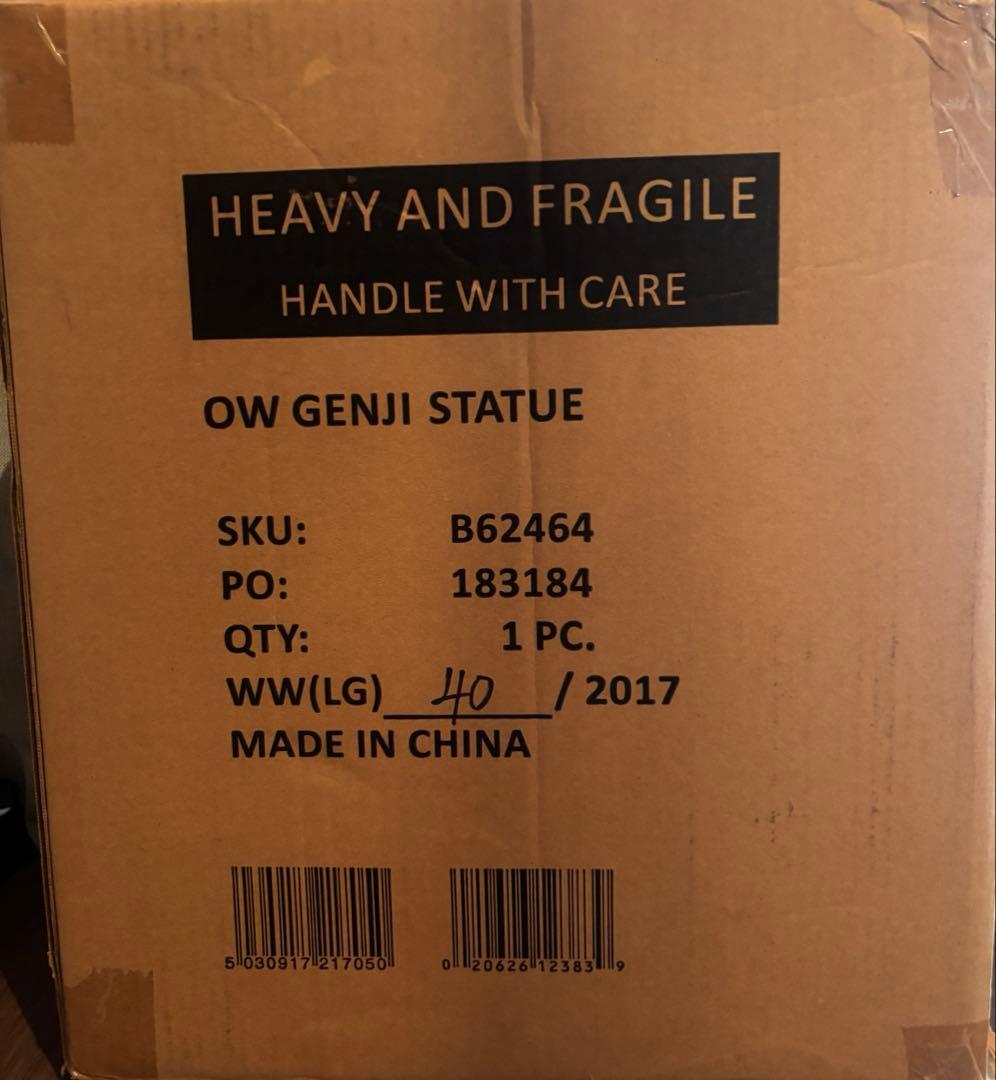 HEAVY AND FRAGILE
HANDLE WITH CARE
OW GENJI STATUE
SKU: B62464
PO: 183184
QTY: 1 PC.
WW(LG) 40 / 2017
MADE IN CHINA
5 030917 217050 0 20626 12383 9